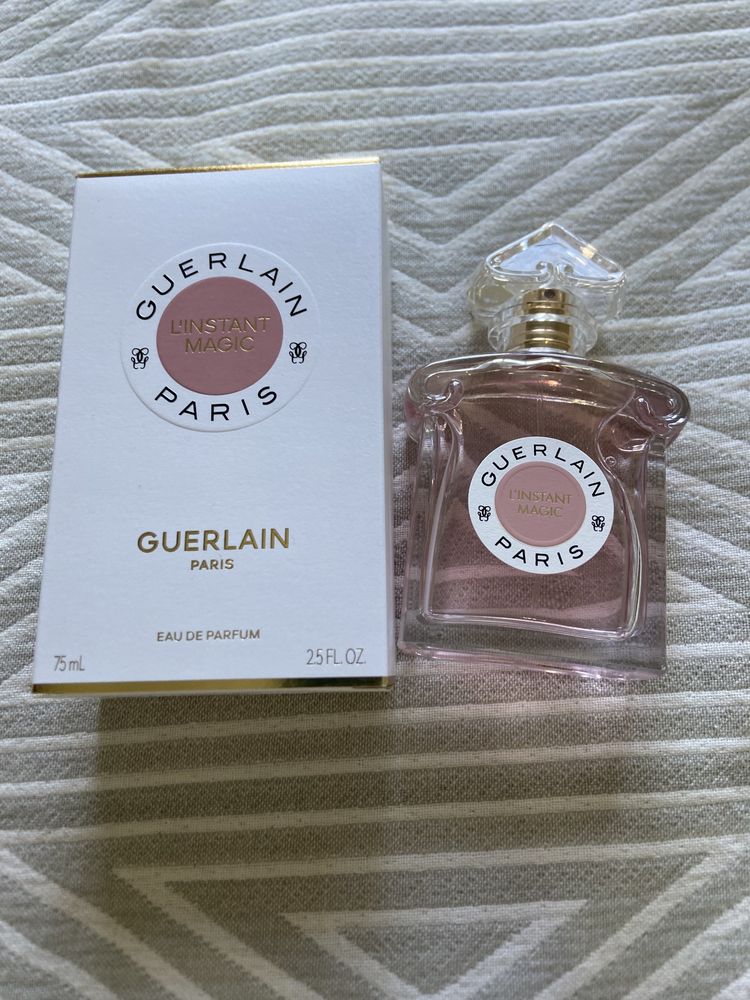 GUERLAIN
L'INSTANT
MAGIC
PARIS
GUERLAIN
PARIS
EAU DE PARFUM
75 mL
2.5 FL. OZ.
GUERLAIN
L'INSTANT
MAGIC
PARIS